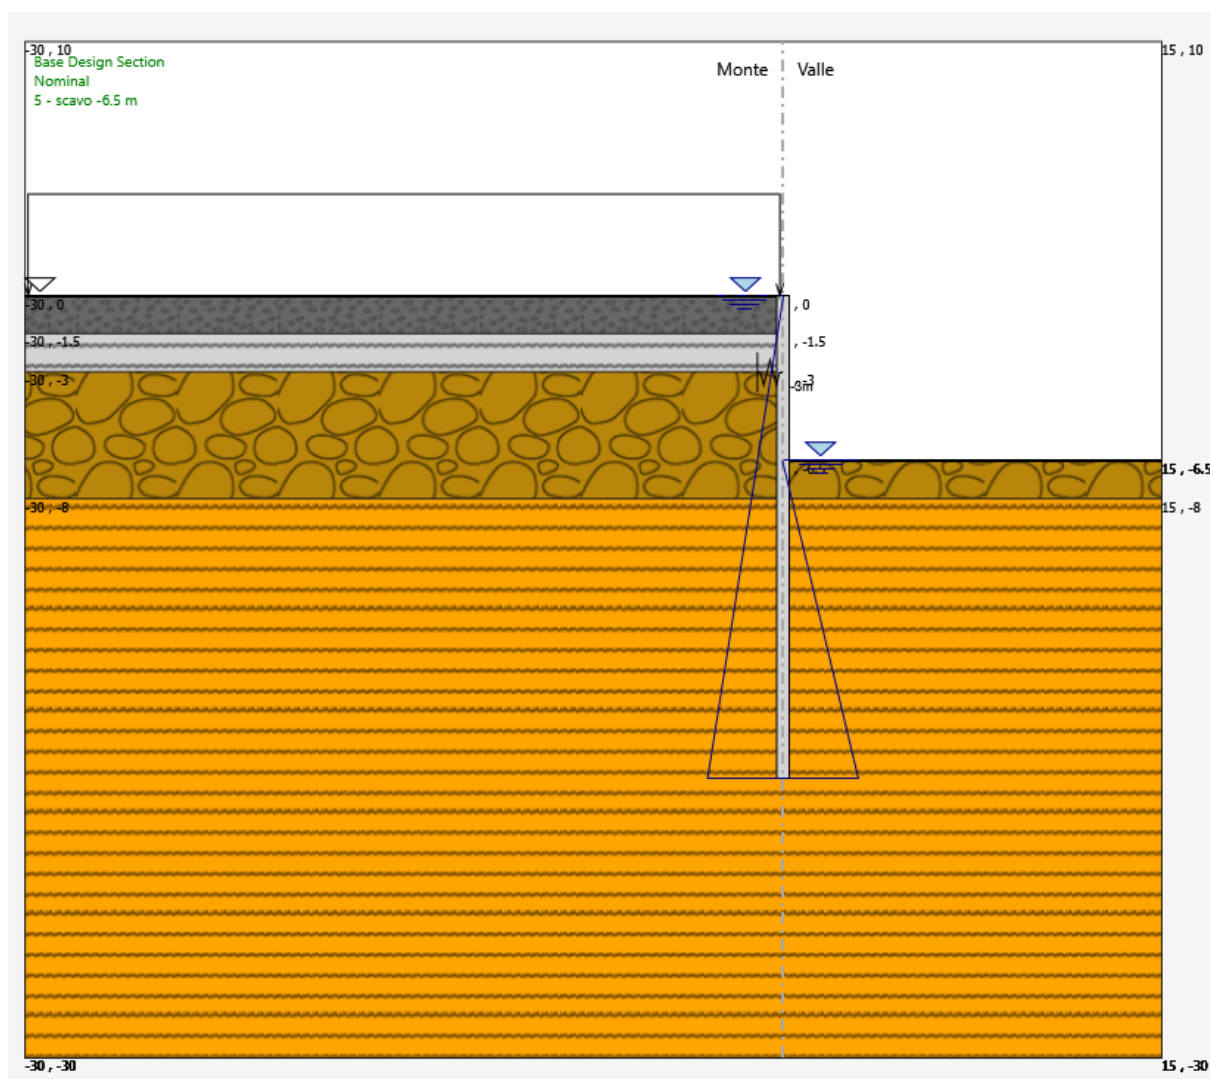 -30 , 10
15 , 10
Base Design Section
Nominal
5 - scavo -6.5 m
Monte
Valle
-30 , 0
, 0
-30 , -1.5
, -1.5
-30 , -3
-3
-3m
15 , -6.5
-30 , -8
15 , -8
-30 , -30
15 , -30